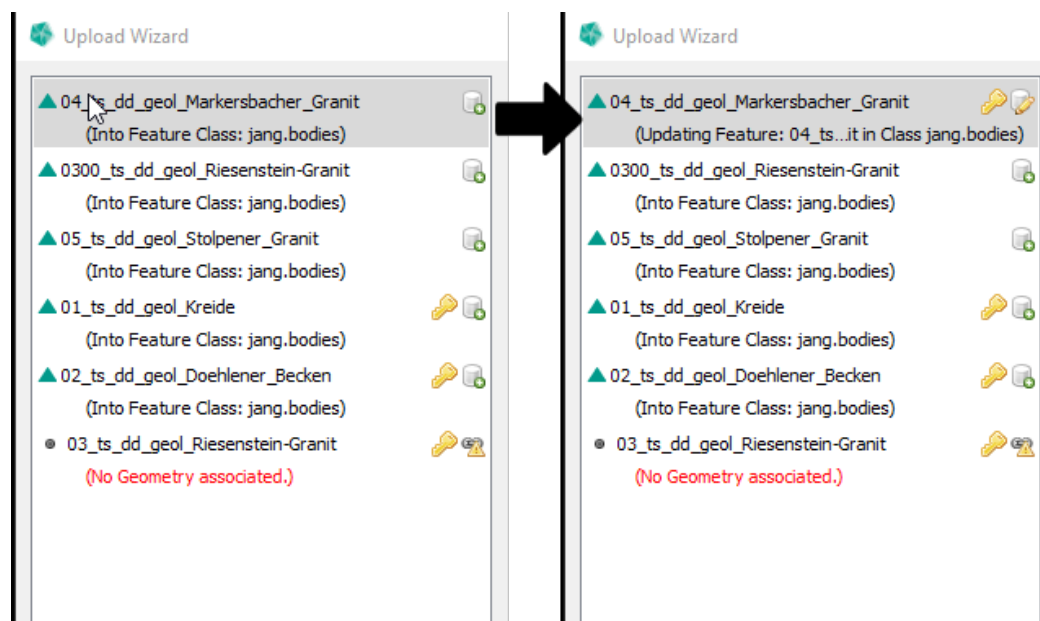 Upload Wizard
04_ts_dd_geol_Markersbacher_Granit
(Into Feature Class: jang.bodies)
0300_ts_dd_geol_Riesenstein-Granit
(Into Feature Class: jang.bodies)
05_ts_dd_geol_Stolpener_Granit
(Into Feature Class: jang.bodies)
01_ts_dd_geol_Kreide
(Into Feature Class: jang.bodies)
02_ts_dd_geol_Doehlener_Becken
(Into Feature Class: jang.bodies)
03_ts_dd_geol_Riesenstein-Granit
(No Geometry associated.)
Upload Wizard
04_ts_dd_geol_Markersbacher_Granit
(Updating Feature: 04_ts...it in Class jang.bodies)
0300_ts_dd_geol_Riesenstein-Granit
(Into Feature Class: jang.bodies)
05_ts_dd_geol_Stolpener_Granit
(Into Feature Class: jang.bodies)
01_ts_dd_geol_Kreide
(Into Feature Class: jang.bodies)
02_ts_dd_geol_Doehlener_Becken
(Into Feature Class: jang.bodies)
03_ts_dd_geol_Riesenstein-Granit
(No Geometry associated.)